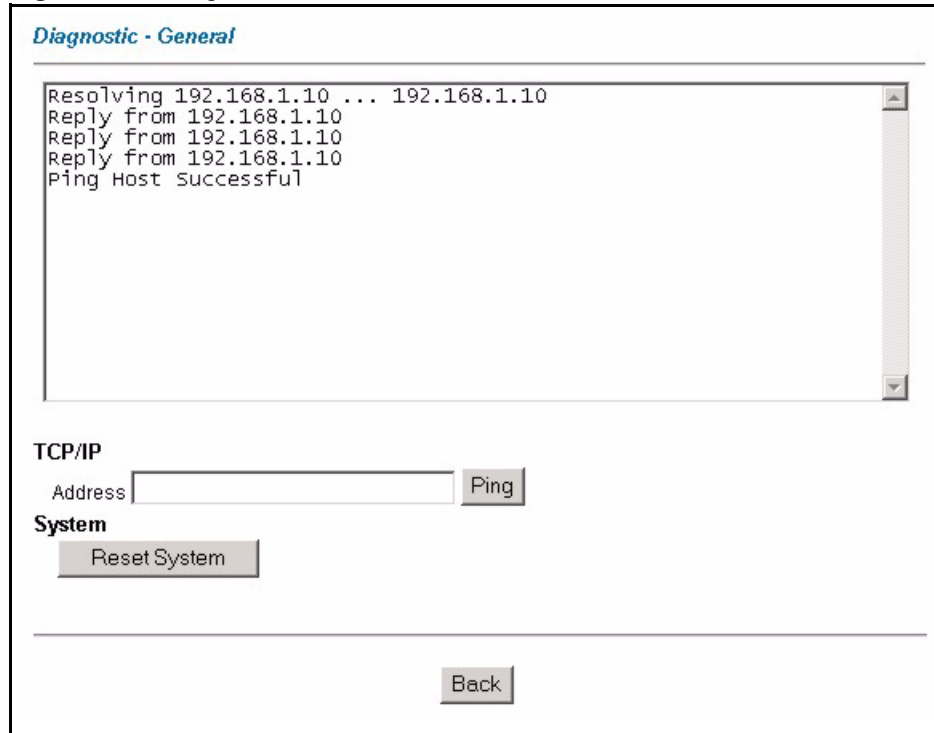 Diagnostic - General
Resolving 192.168.1.10 ... 192.168.1.10
Reply from 192.168.1.10
Reply from 192.168.1.10
Reply from 192.168.1.10
Ping Host Successful
TCP/IP
Address Ping
System
Reset System
Back